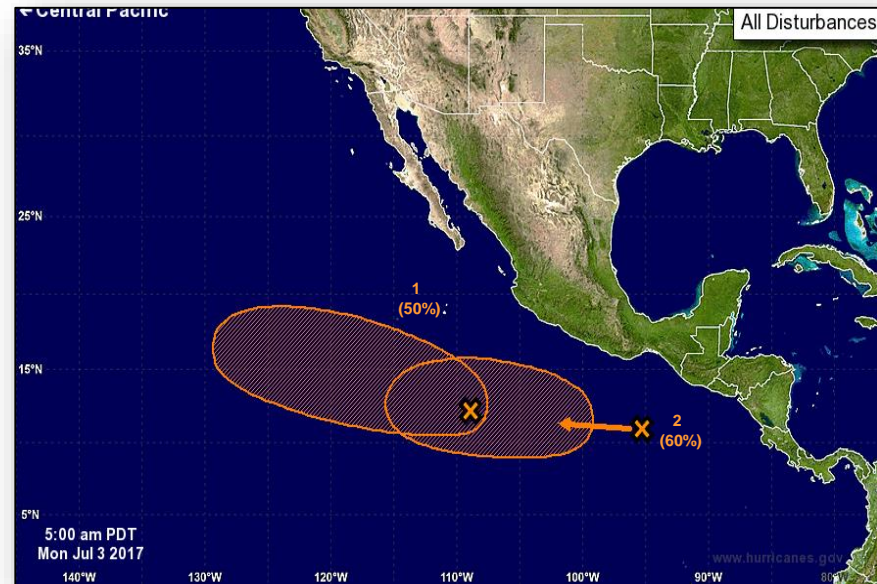 ←Central Pacific
All Disturbances
35°N
25°N
1
(50%)
15°N
2
(60%)
5°N
5:00 am PDT
Mon Jul 3 2017
www.hurricanes.gov
140°W
130°W
120°W
110°W
100°W
90°W
80°W